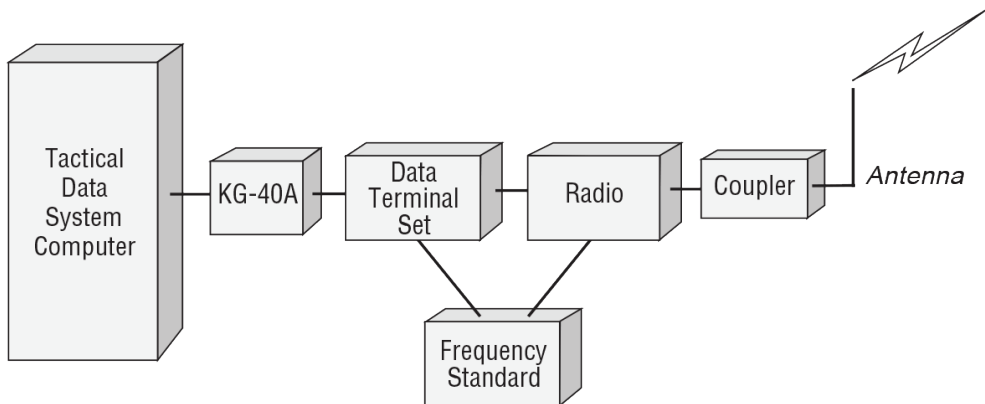 Tactical
Data
System
Computer
KG-40A
Data
Terminal
Set
Radio
Coupler
Antenna
Frequency
Standard